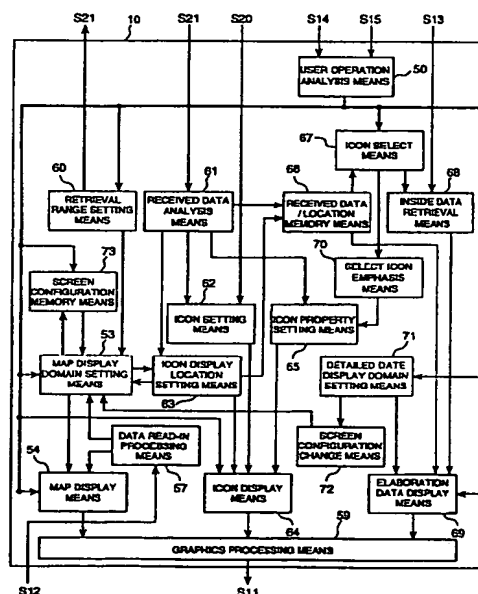 S21
10
S21
S20
S14
S15
S13
USER OPERATION
ANALYSIS MEANS
50
67
ICON SELECT
MEANS
60
RETRIEVAL
RANGE SETTING
MEANS
61
RECEIVED DATA
ANALYSIS MEANS
66
RECEIVED DATA
/LOCATION
MEMORY MEANS
68
INSIDE DATA
RETRIEVAL
MEANS
73
SCREEN
CONFIGURATION
MEMORY MEANS
62
ICON SETTING
MEANS
70
SELECT ICON
EMPHASIS MEANS
53
MAP DISPLAY
DOMAIN SETTING
MEANS
ICON DISPLAY
LOCATION
SETTING MEANS
63
ICON PROPERTY
SETTING MEANS
65
71
DETAILED DATE
DISPLAY DOMAIN
SETTING MEANS
54
MAP DISPLAY
MEANS
DATA READ-IN
PROCESSING
MEANS
57
ICON DISPLAY
MEANS
64
SCREEN
CONFIGURATION
CHANGE MEANS
72
ELABORATION
DATA DISPLAY
MEANS
69
59
GRAPHICS PROCESSING MEANS
S12
S11